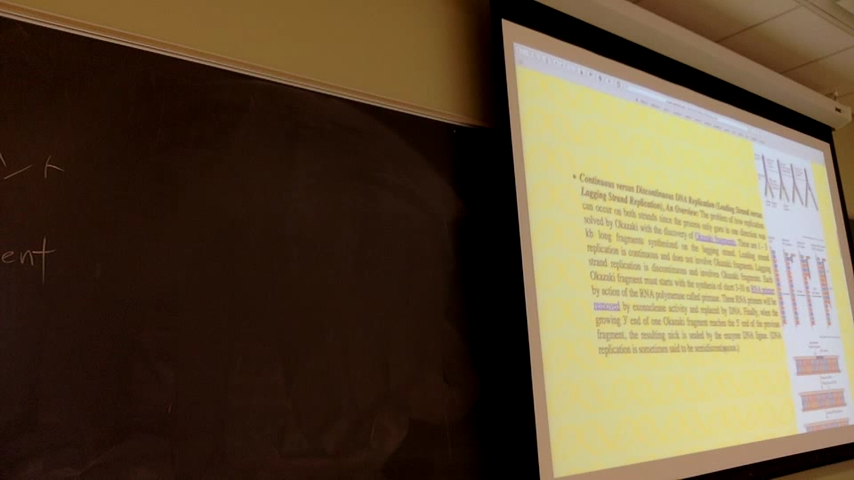 ent
• Continuous versus Discontinuous DNA Replication (Leading Strand versus
Lagging Strand Replication), An Overview: The problem of how replication
can occur on both strands since the process only goes in one direction was
solved by Okazaki with the discovery of Okazaki fragments. These are 1 - 5
kb long fragments synthesized on the lagging strand. Leading strand
replication is continuous and does not involve Okazaki fragments. Lagging
strand replication is discontinuous and involves Okazaki fragments. Each
Okazaki fragment must starts with the synthesis of short 5-10 nt RNA primer
by action of the RNA polymerase called primase. These RNA primers will be
removed by exonuclease activity and replaced by DNA. Finally, when the
growing 3' end of one Okazaki fragment reaches the 5' end of the previous
fragment, the resulting nick is sealed by the enzyme DNA ligase. (DNA
replication is sometimes said to be semidiscontinuous.)